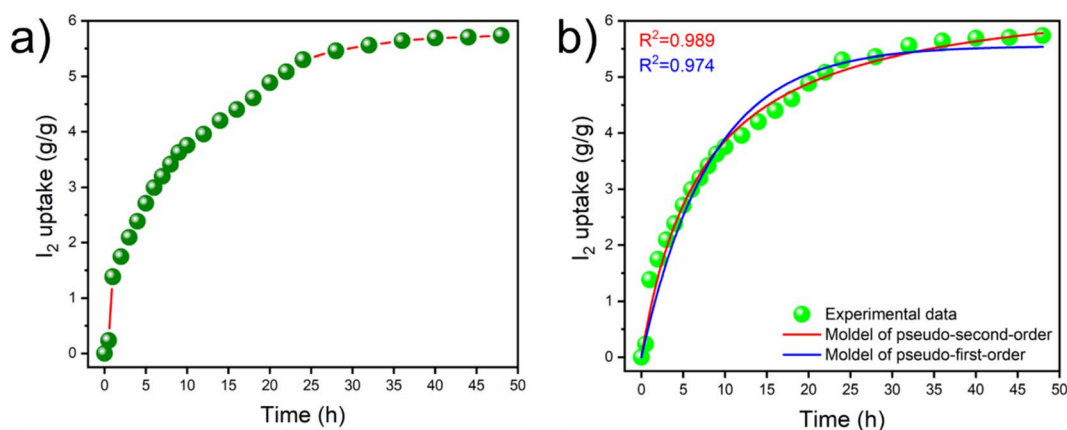 a)
6
5
4
3
2
1
0
I₂ uptake (g/g)
0 5 10 15 20 25 30 35 40 45 50
Time (h)
b)
R²=0.989
R²=0.974
6
5
4
3
2
1
0
I₂ uptake (g/g)
Experimental data
Moldel of pseudo-second-order
Moldel of pseudo-first-order
0 5 10 15 20 25 30 35 40 45 50
Time (h)